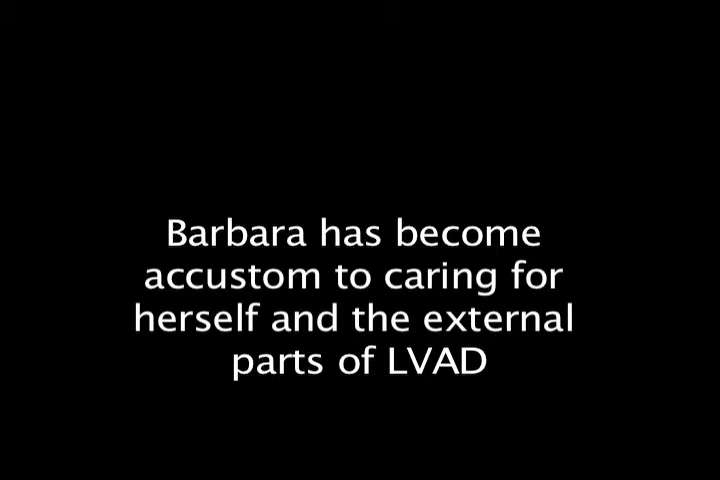 Barbara has become
accustom to caring for
herself and the external
parts of LVAD